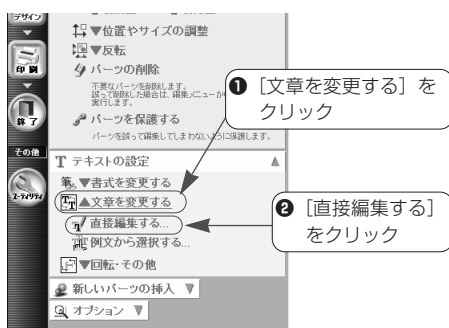 デザイン
印刷
終了
その他
ユーティリティ
▼位置やサイズの調整
▼反転
パーツの削除
不要なパーツを削除します。
誤って削除した場合は、編集メニューから
実行します。
パーツを保護する
パーツを誤って編集してしまわないように保護します。
T テキストの設定 ▲
▼書式を変更する
▲文章を変更する
直接編集する...
例文から選択する...
▼回転・その他
新しいパーツの挿入 ▼
オプション ▼
❶ [文章を変更する] を
クリック
❷ [直接編集する]
をクリック